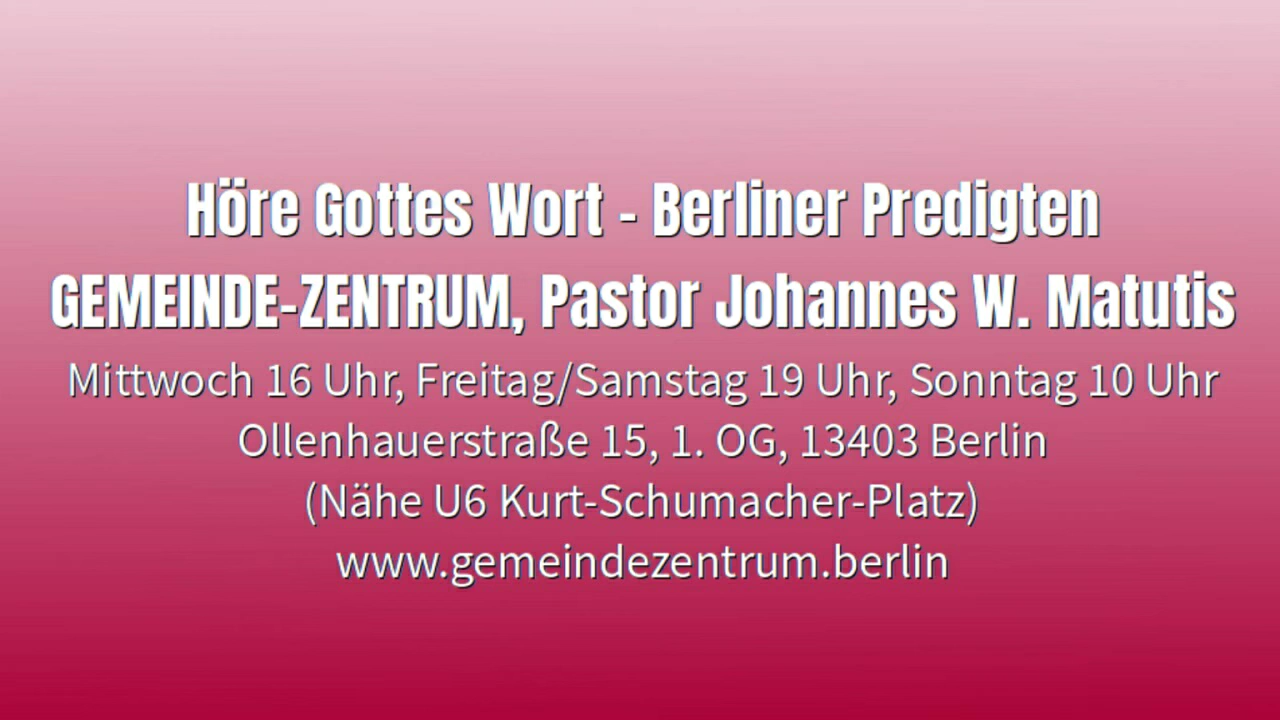 Höre Gottes Wort - Berliner Predigten
GEMEINDE-ZENTRUM, Pastor Johannes W. Matutis
Mittwoch 16 Uhr, Freitag/Samstag 19 Uhr, Sonntag 10 Uhr
Ollenhauerstraße 15, 1. OG, 13403 Berlin
(Nähe U6 Kurt-Schumacher-Platz)
www.gemeindezentrum.berlin